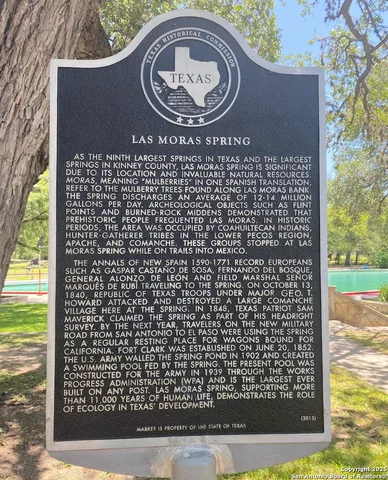 TEXAS HISTORICAL COMMISSION
TEXAS
LAS MORAS SPRING
AS THE NINTH LARGEST SPRINGS IN TEXAS AND THE LARGEST
SPRINGS IN KINNEY COUNTY, LAS MORAS SPRING IS SIGNIFICANT
DUE TO ITS LOCATION AND INVALUABLE NATURAL RESOURCES.
MORAS, MEANING "MULBERRIES" IN ONE SPANISH TRANSLATION,
REFER TO THE MULBERRY TREES FOUND ALONG LAS MORAS BANK.
THE SPRING DISCHARGES AN AVERAGE OF 12-14 MILLION
GALLONS PER DAY. ARCHEOLOGICAL OBJECTS SUCH AS FLINT
POINTS AND BURNED-ROCK MIDDENS DEMONSTRATED THAT
PREHISTORIC PEOPLE FREQUENTED LAS MORAS. IN HISTORIC
PERIODS, THE AREA WAS OCCUPIED BY COAHUILTECAN INDIANS,
HUNTER-GATHERER TRIBES IN THE LOWER PECOS REGION,
APACHE, AND COMANCHE. THESE GROUPS STOPPED AT LAS
MORAS SPRING WHILE ON TRAILS INTO MEXICO.
THE ANNALS OF NEW SPAIN 1590-1771 RECORD EUROPEANS
SUCH AS GASPAR CASTAÑO DE SOSA, FERNANDO DEL BOSQUE,
GENERAL ALONZO DE LEON AND FIELD MARSHAL SEÑOR
MARQUÉS DE RUBI TRAVELING TO THE SPRING. ON OCTOBER 13,
1840, REPUBLIC OF TEXAS TROOPS UNDER MAJOR GEO. T.
HOWARD ATTACKED AND DESTROYED A LARGE COMANCHE
VILLAGE HERE AT THE SPRING. IN 1848, TEXAS PATRIOT SAM
MAVERICK CLAIMED THE SPRING AS PART OF HIS HEADRIGHT
SURVEY. BY THE NEXT YEAR, TRAVELERS ON THE NEW MILITARY
ROAD FROM SAN ANTONIO TO EL PASO WERE USING THE SPRING
AS A REGULAR RESTING PLACE FOR WAGONS BOUND FOR
CALIFORNIA. FORT CLARK WAS ESTABLISHED ON JUNE 20, 1852.
THE U.S. ARMY WALLED THE SPRING POND IN 1902 AND CREATED
A SWIMMING POOL FED BY THE SPRING. THE PRESENT POOL WAS
CONSTRUCTED FOR THE ARMY IN 1939 THROUGH THE WORKS
PROGRESS ADMINISTRATION (WPA) AND IS THE LARGEST EVER
BUILT ON ANY POST. LAS MORAS SPRING, SUPPORTING MORE
THAN 11,000 YEARS OF HUMAN LIFE, DEMONSTRATES THE ROLE
OF ECOLOGY IN TEXAS' DEVELOPMENT.
(2013)
MARKER IS PROPERTY OF THE STATE OF TEXAS
Copyright© 2025
San Antonio Board of Realtors®